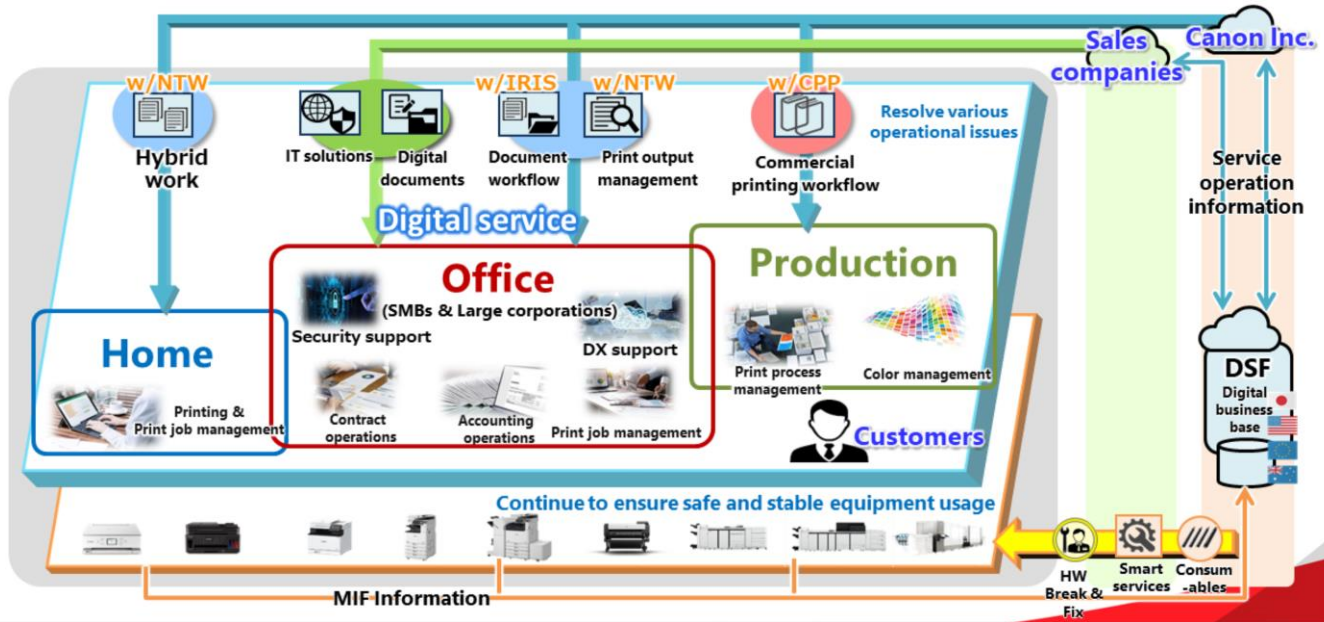 Canon Inc.
Sales
companies
w/NTW
w/IRIS
w/NTW
w/CPP
Resolve various
operational issues
Hybrid
work
IT solutions
Digital
documents
Document
workflow
Print output
management
Commercial
printing workflow
Service
operation
information
Digital service
Home
Printing &
Print job management
Office
(SMBs & Large corporations)
Security support
DX support
Contract
operations
Accounting
operations
Print job management
Production
Print process
management
Color management
Customers
DSF
Digital
business
base
Continue to ensure safe and stable equipment usage
HW
Break &
Fix
Smart
services
Consum
-ables
MIF Information